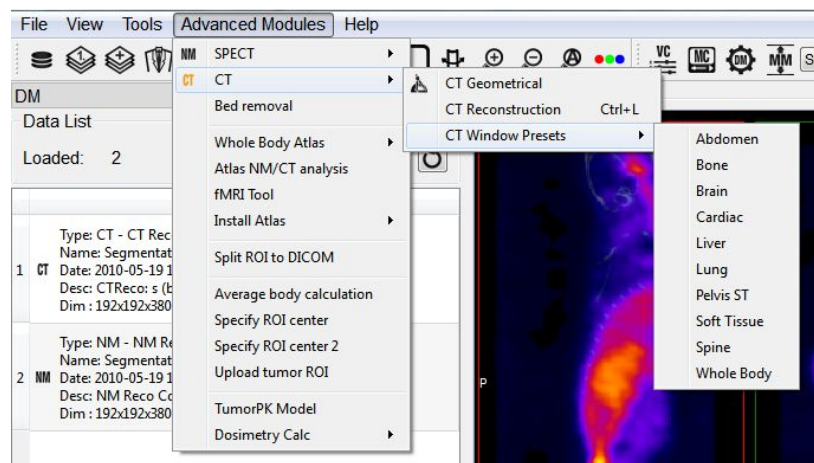 File View Tools Advanced Modules Help
NM SPECT
CT CT
Bed removal
Whole Body Atlas
Atlas NM/CT analysis
fMRI Tool
Install Atlas
Split ROI to DICOM
Average body calculation
Specify ROI center
Specify ROI center 2
Upload tumor ROI
TumorPK Model
Dosimetry Calc
CT Geometrical
CT Reconstruction Ctrl+L
CT Window Presets
Abdomen
Bone
Brain
Cardiac
Liver
Lung
Pelvis ST
Soft Tissue
Spine
Whole Body
VC MC DM MM S
DM
Data List
Loaded: 2
Type: CT - CT Rec
Name: Segmentat
1 CT Date: 2010-05-19 1
Desc: CTReco: s (b
Dim : 192x192x380
Type: NM - NM Re
Name: Segmentat
2 NM Date: 2010-05-19 1
Desc: NM Reco Co
Dim : 192x192x380
P